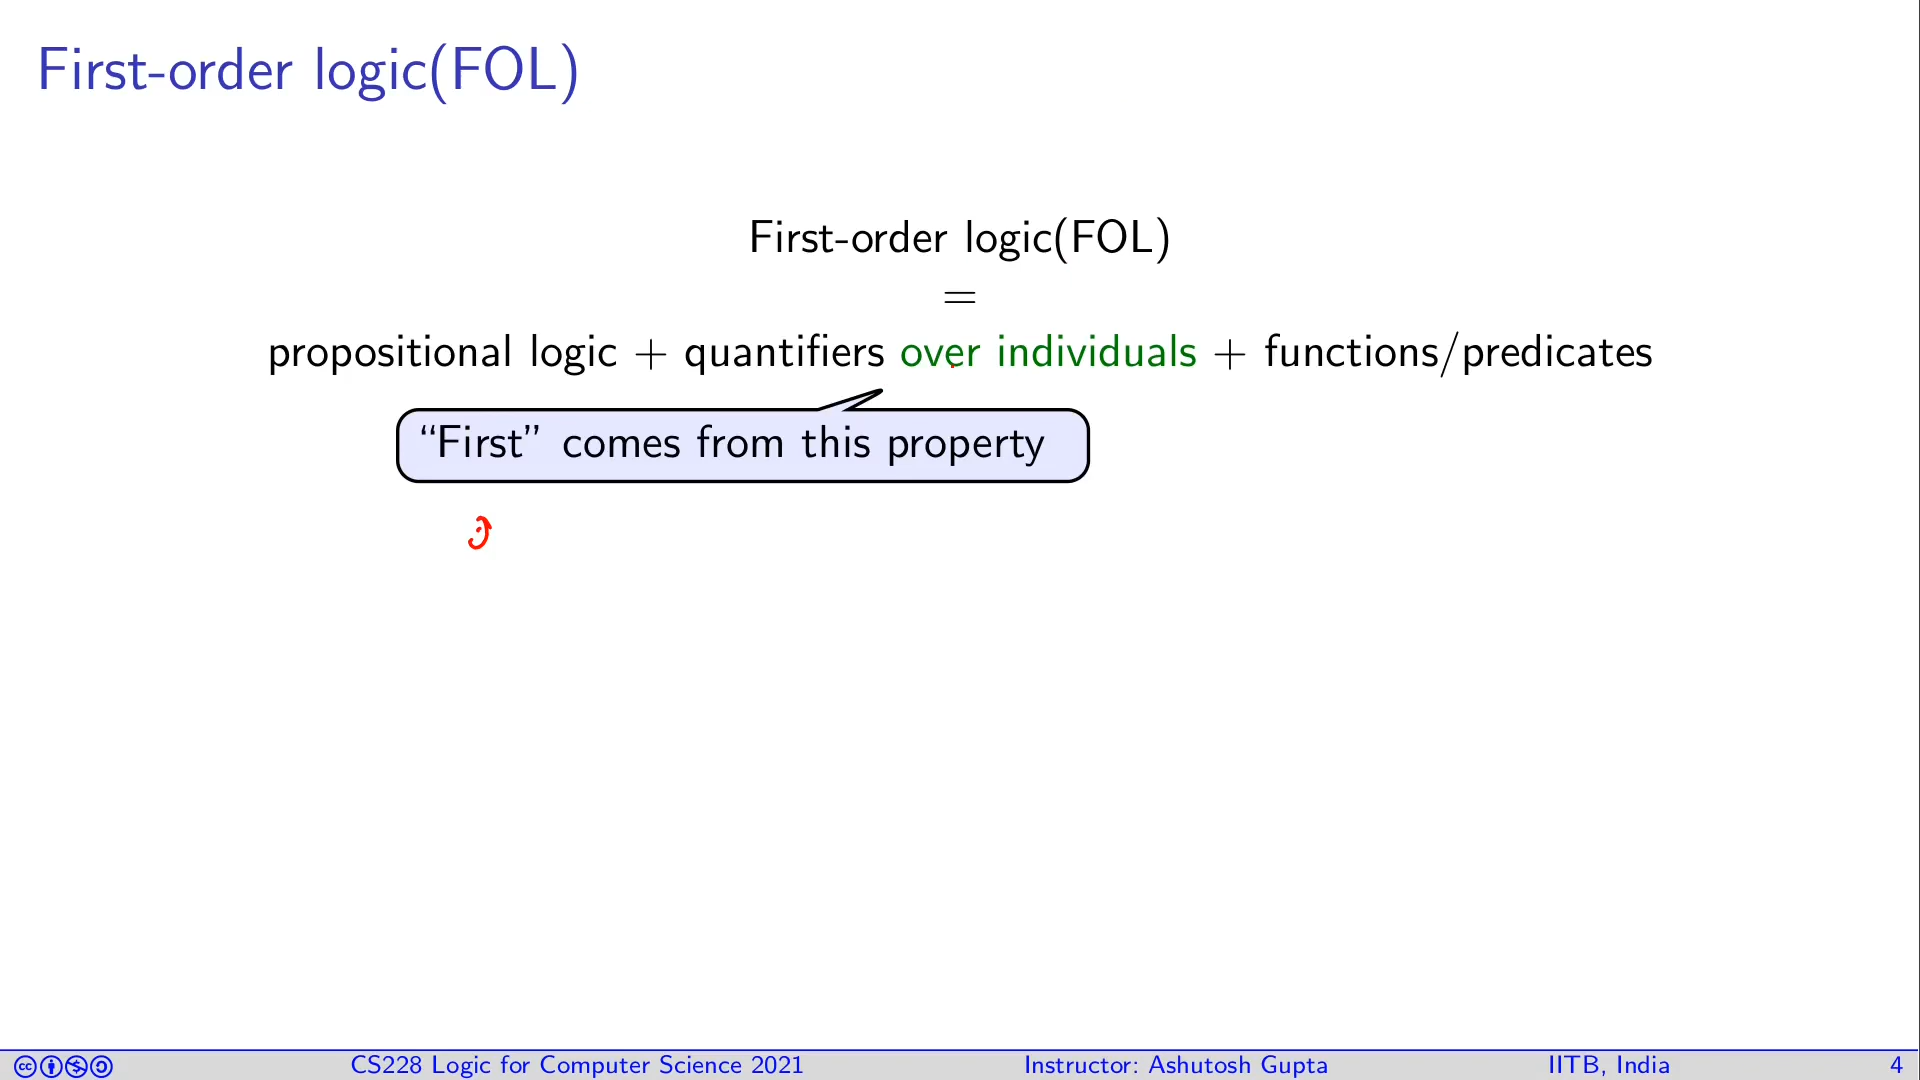 First-order logic(FOL)
First-order logic(FOL)
=
propositional logic + quantifiers over individuals + functions/predicates
“First” comes from this property
CS228 Logic for Computer Science 2021 Instructor: Ashutosh Gupta IITB, India 4